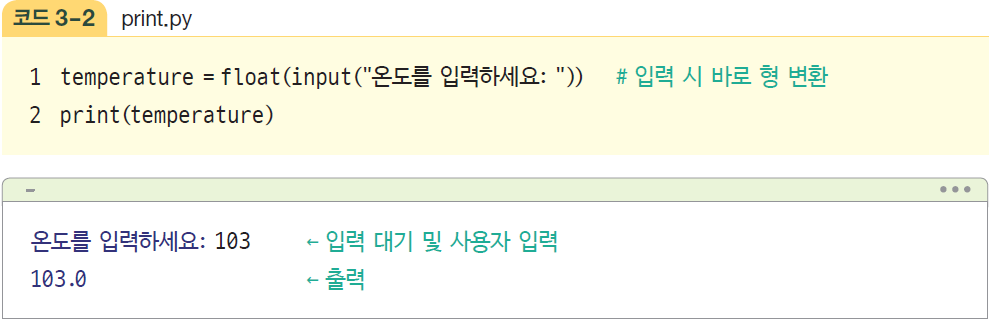 코드 3-2 print.py
1 temperature = float(input("온도를 입력하세요: ")) # 입력 시 바로 형 변환
2 print(temperature)
온도를 입력하세요: 103 ← 입력 대기 및 사용자 입력
103.0 ← 출력